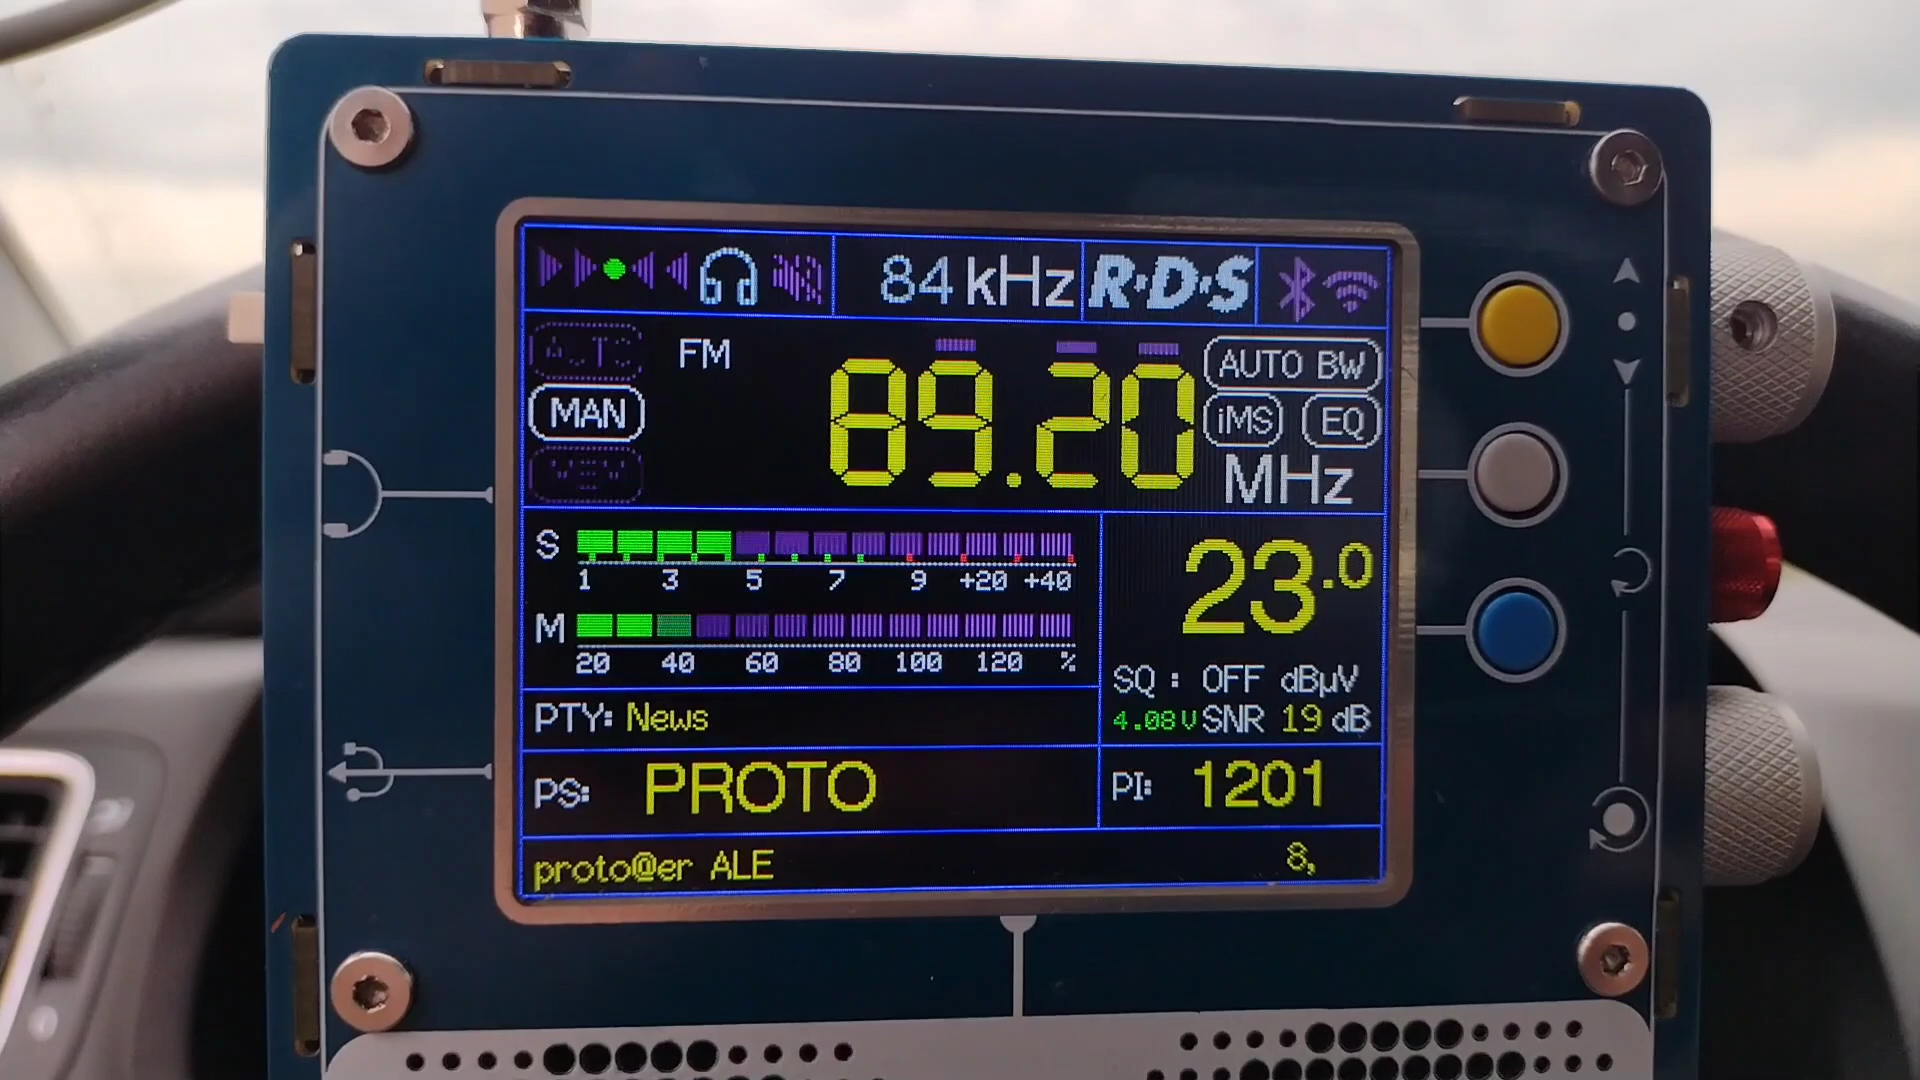 84 kHz R·D·S
FM
89.20 MHz
AUTO BW
MAN
iMS EQ
S
1 3 5 7 9 +20 +40
M
20 40 60 80 100 120 %
23.0
SQ : OFF dBµV
4.08V SNR 19 dB
PTY: News
PS: PROTO
PI: 1201
proto@er ALE 8,